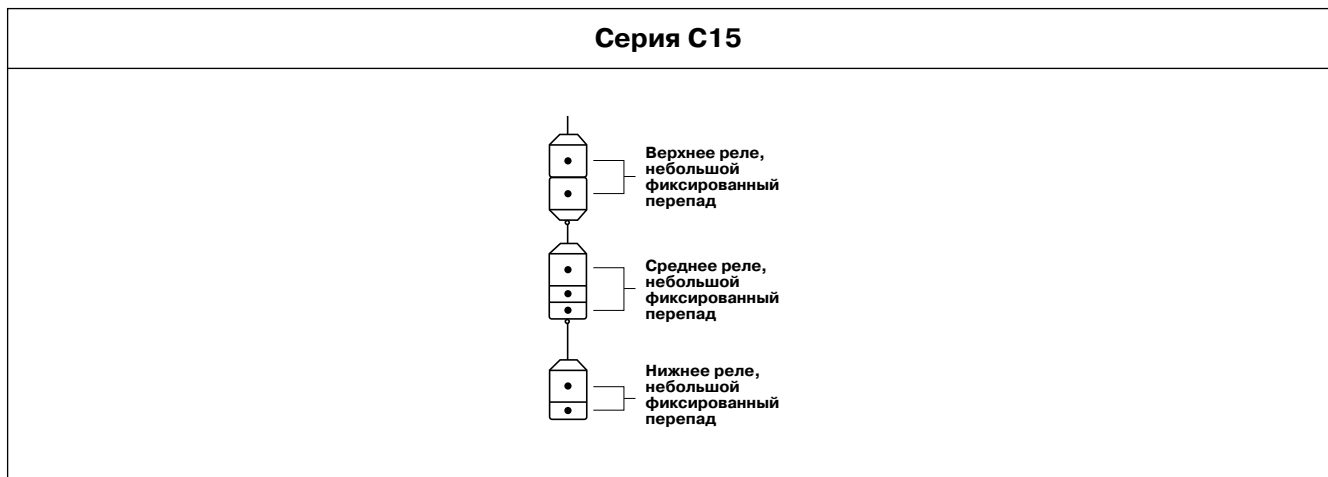 Серия C15
Верхнее реле,
небольшой
фиксированный
перепад
Среднее реле,
небольшой
фиксированный
перепад
Нижнее реле,
небольшой
фиксированный
перепад